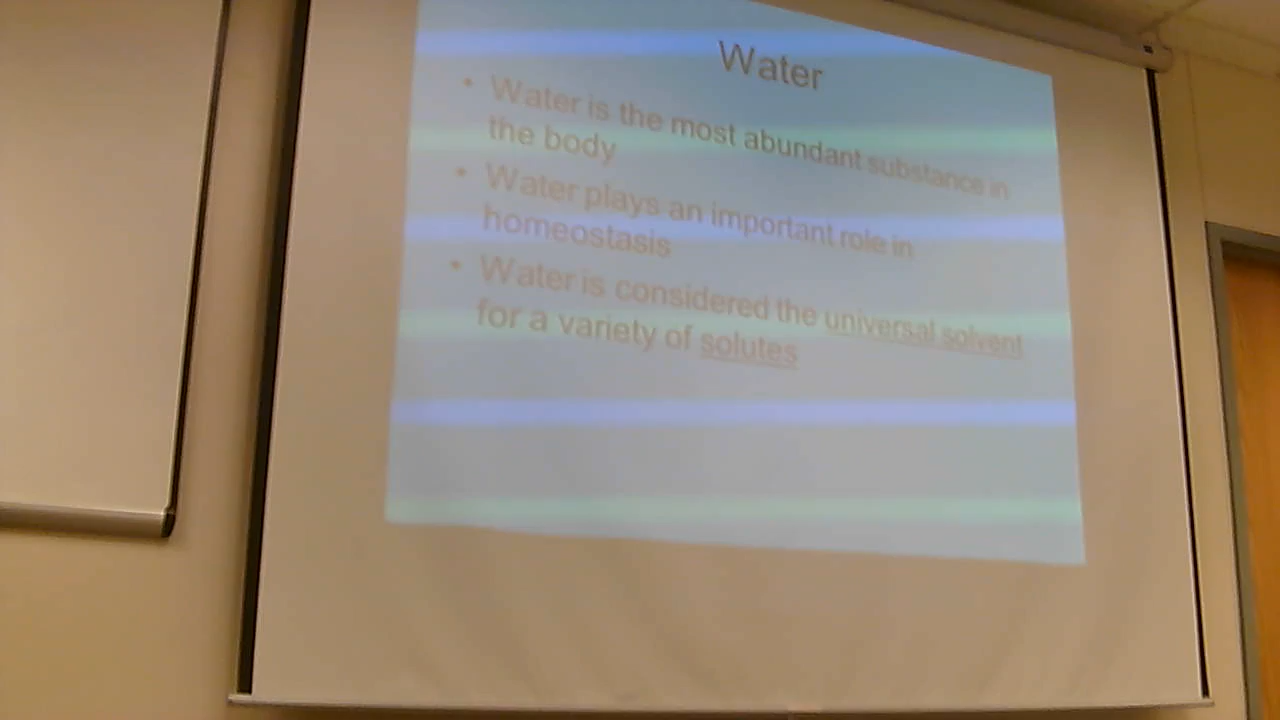 Water
• Water is the most abundant substance in
the body
• Water plays an important role in
homeostasis
• Water is considered the universal solvent
for a variety of solutes